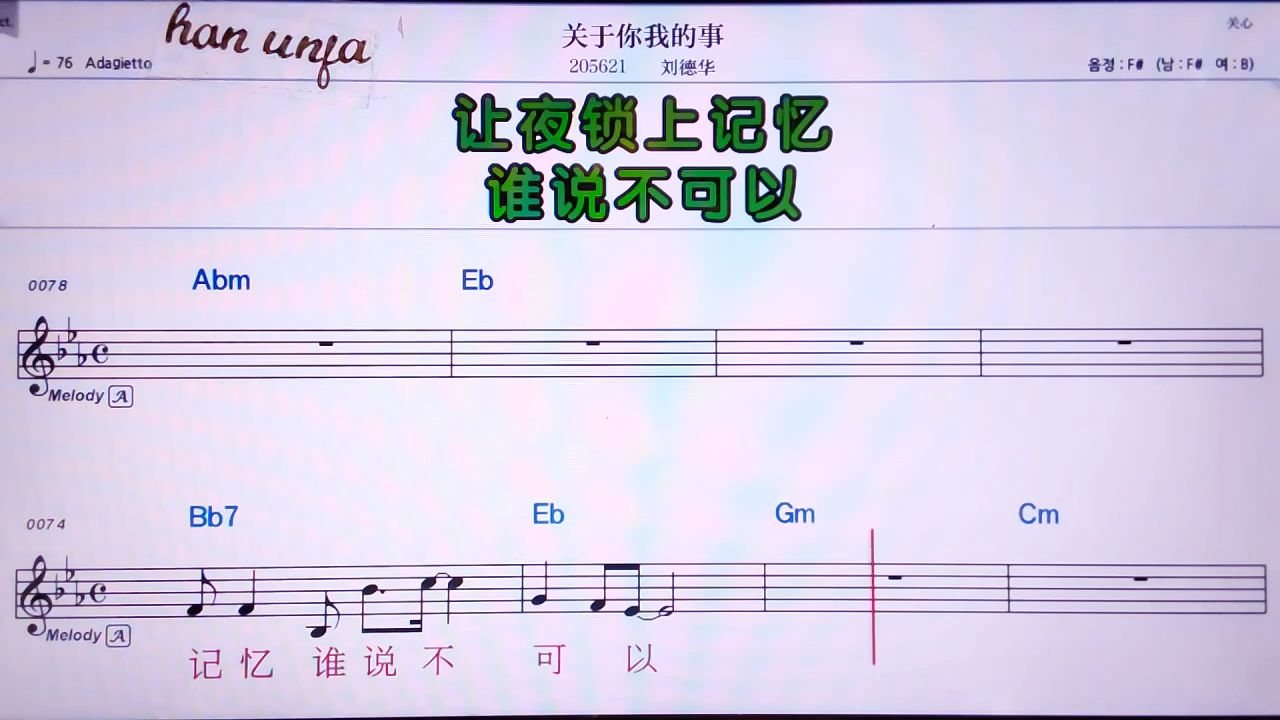 han unfa
关于你我的事
关心
♩= 76 Adagietto
205621 刘德华
음정 : F# (남 : F# 여 : B)
让夜锁上记忆
谁说不可以
0078
Abm Eb
Melody A
0074
Bb7 Eb Gm Cm
Melody A
记忆 谁说不 可 以